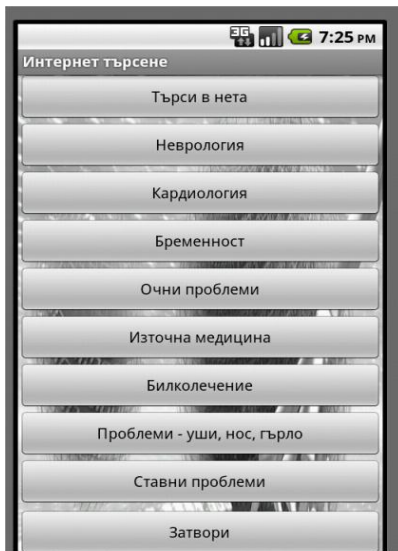 3G 7:25 PM
Интернет търсене
Търси в нета
Неврология
Кардиология
Бременност
Очни проблеми
Източна медицина
Билколечение
Проблеми - уши, нос, гърло
Ставни проблеми
Затвори